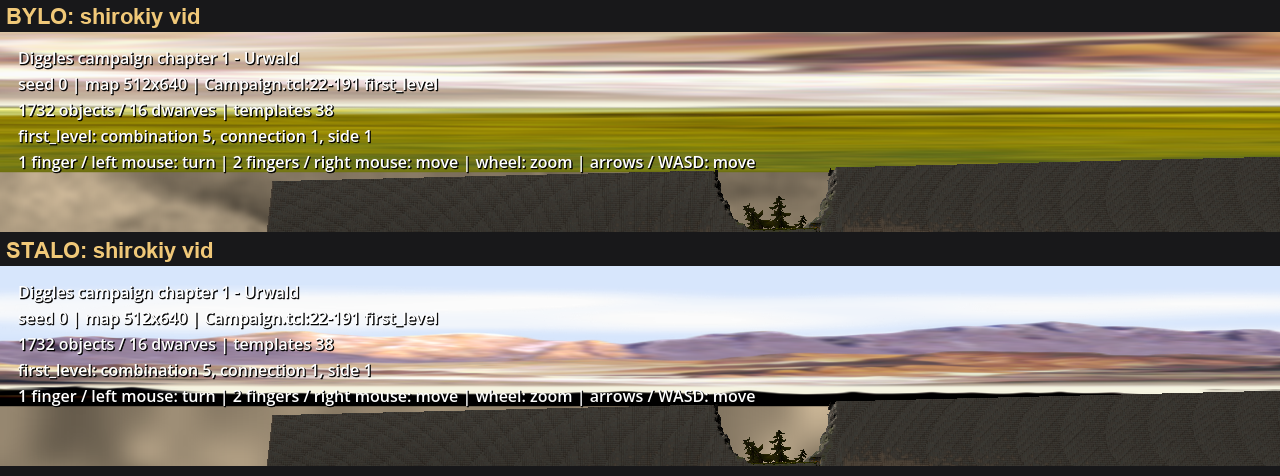 BYLO: shirokiy vid
Diggles campaign chapter 1 - Urwald
seed 0 | map 512x640 | Campaign.tcl:22-191 first_level
1732 objects / 16 dwarves | templates 38
first_level: combination 5, connection 1, side 1
1 finger / left mouse: turn | 2 fingers / right mouse: move | wheel: zoom | arrows / WASD: move
STALO: shirokiy vid
Diggles campaign chapter 1 - Urwald
seed 0 | map 512x640 | Campaign.tcl:22-191 first_level
1732 objects / 16 dwarves | templates 38
first_level: combination 5, connection 1, side 1
1 finger / left mouse: turn | 2 fingers / right mouse: move | wheel: zoom | arrows / WASD: move